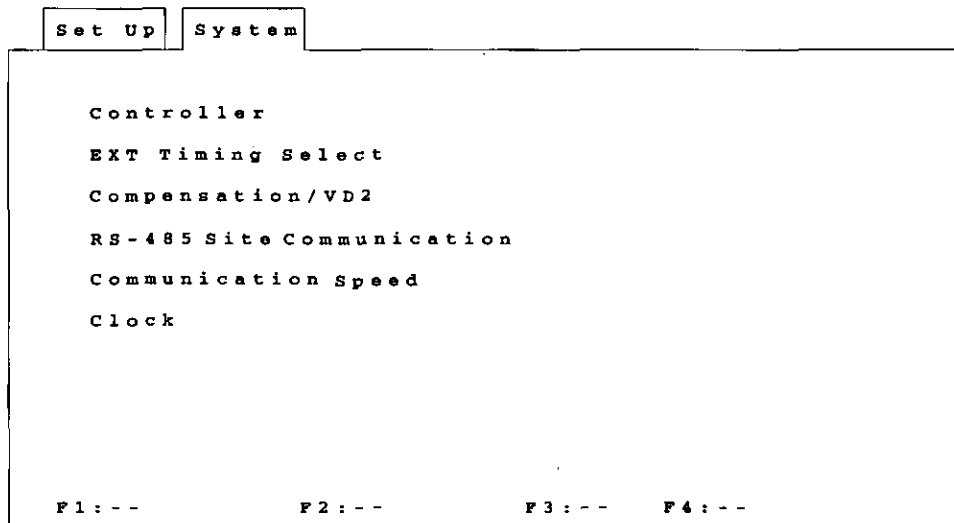 Set Up System
Controller
EXT Timing Select
Compensation/VD2
RS-485 Site Communication
Communication Speed
Clock
F1:-- F2:-- F3:-- F4:--